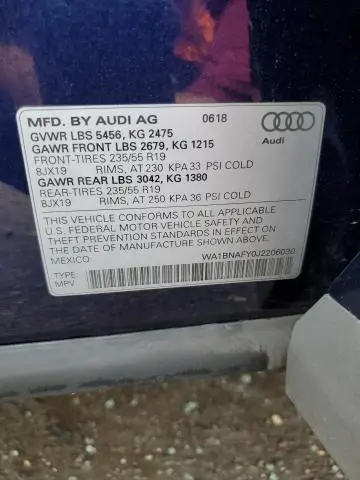 MFD. BY AUDI AG 0618
GVWR LBS 5456, KG 2475
GAWR FRONT LBS 2679, KG 1215
FRONT-TIRES 235/55 R19
8JX19 RIMS, AT 230 KPA 33 PSI COLD
GAWR REAR LBS 3042, KG 1380
REAR-TIRES 235/55 R19
8JX19 RIMS, AT 250 KPA 36 PSI COLD
Audi
THIS VEHICLE CONFORMS TO ALL APPLICABLE
U.S. FEDERAL MOTOR VEHICLE SAFETY AND
THEFT PREVENTION STANDARDS IN EFFECT ON
THE DATE OF MANUFACTURE SHOWN ABOVE.
MEXICO WA1BNAFY0J2206030
TYPE:
MPV